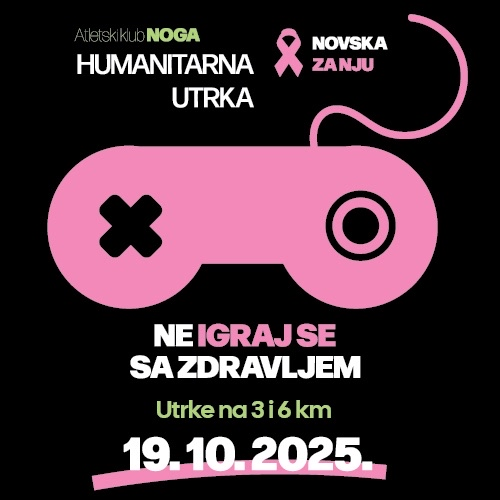 Atletski klub NOGA
HUMANITARNA
UTRKA
NOVSKA
ZA NJU
NE IGRAJ SE
SA ZDRAVLJEM
Utrke na 3 i 6 km
19. 10. 2025.